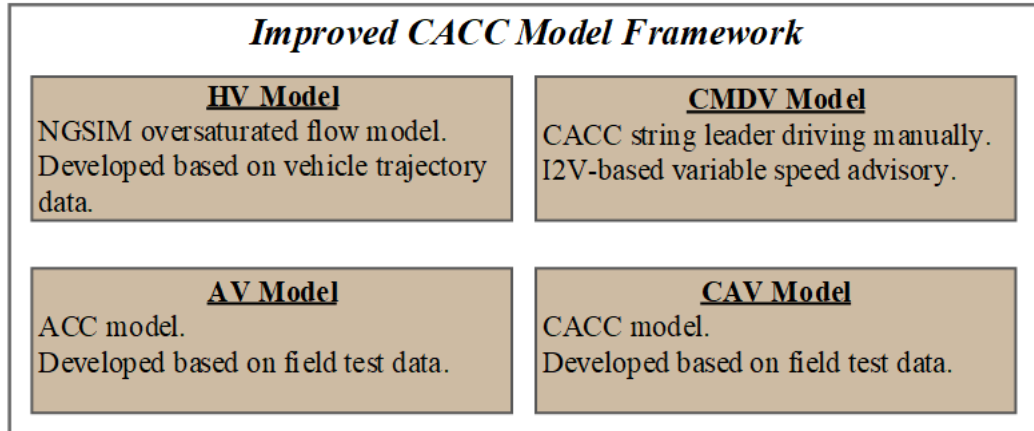 Improved CACC Model Framework
HV Model
NGSIM oversaturated flow model.
Developed based on vehicle trajectory
data.
CMDV Model
CACC string leader driving manually.
I2V-based variable speed advisory.
AV Model
ACC model.
Developed based on field test data.
CAV Model
CACC model.
Developed based on field test data.